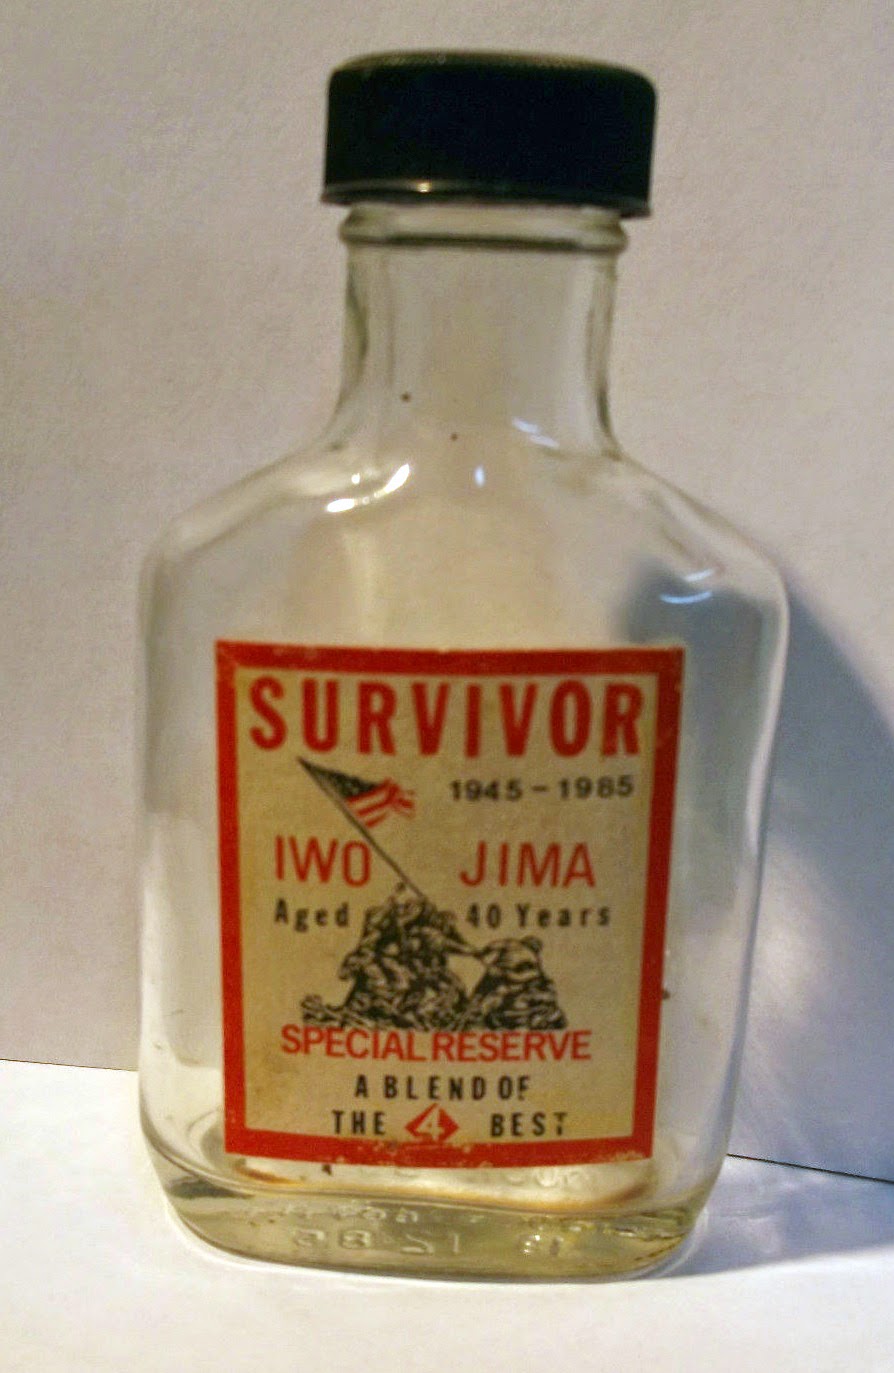 SURVIVOR
1945-1985
IWO JIMA
Aged 40 Years
SPECIAL RESERVE
A BLEND OF
THE 4 BEST